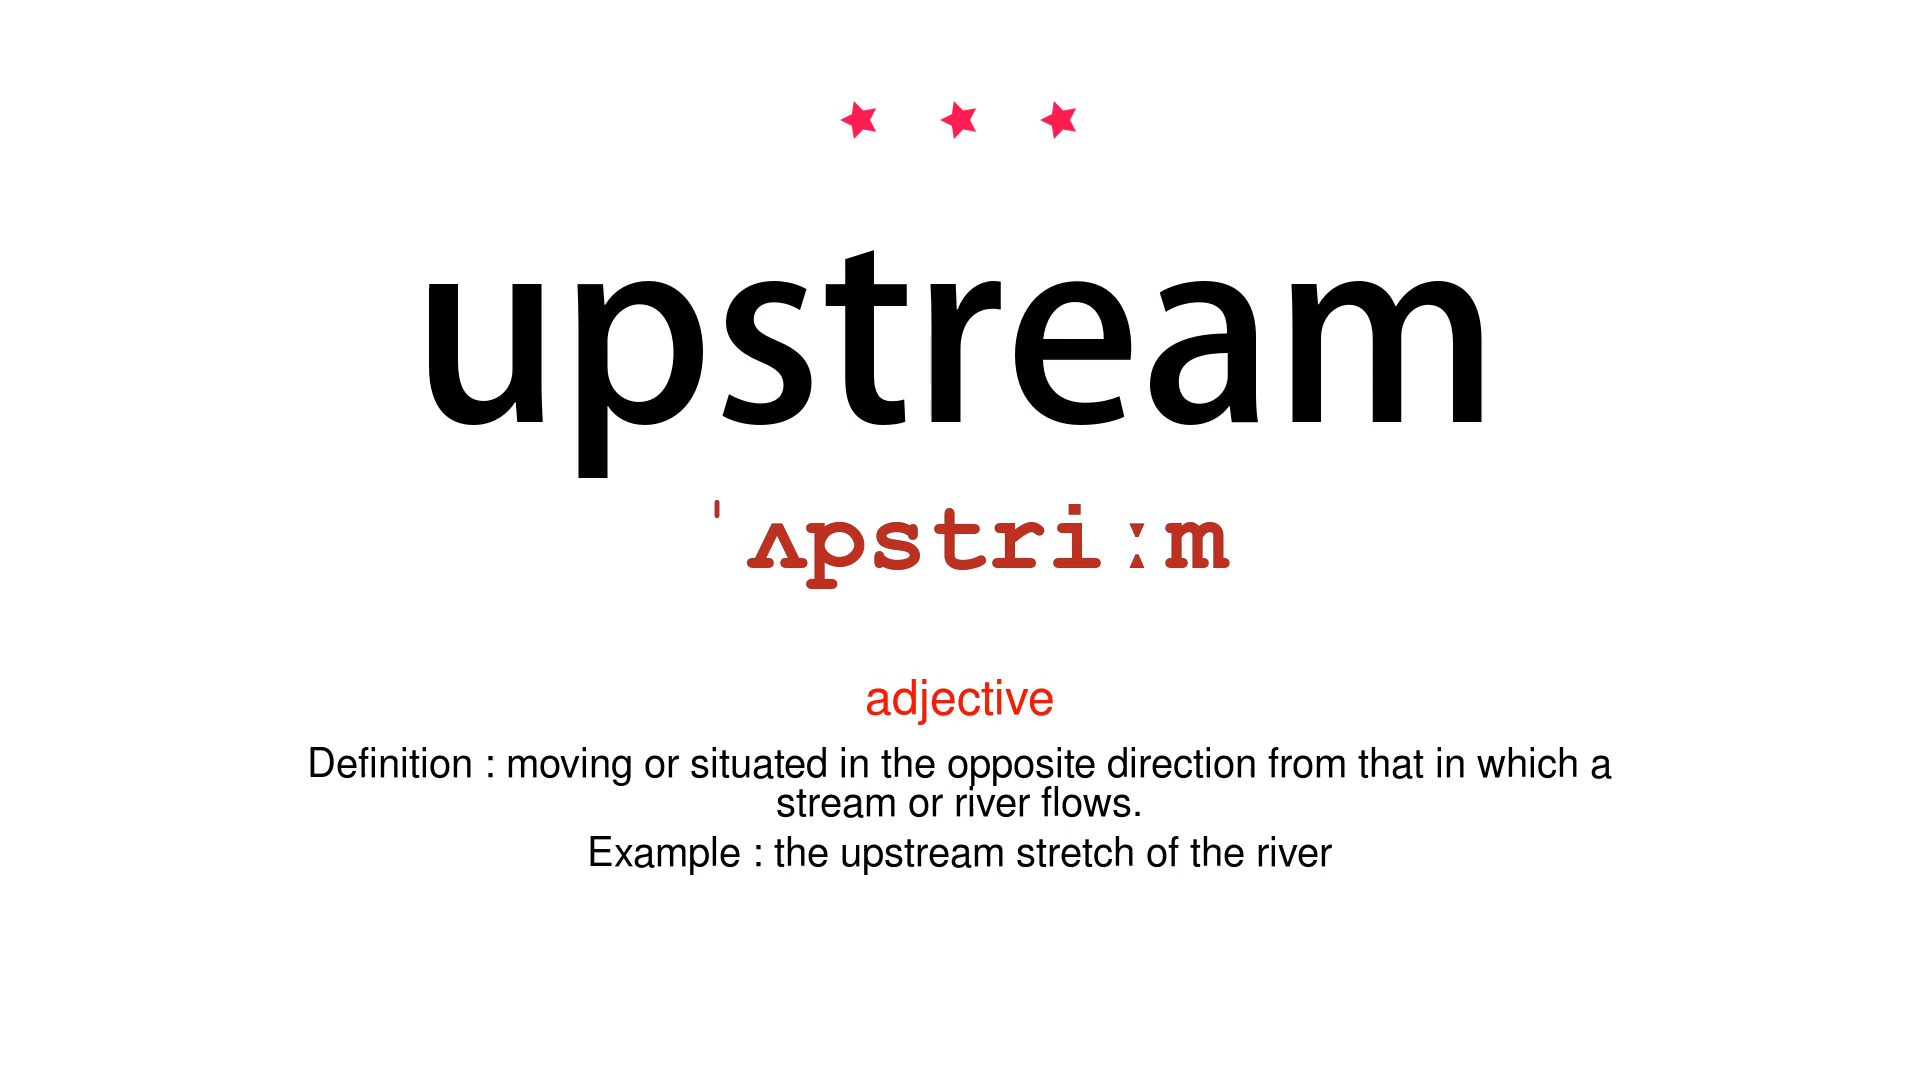 upstream
ˈʌpstriːm
adjective
Definition : moving or situated in the opposite direction from that in which a
stream or river flows.
Example : the upstream stretch of the river